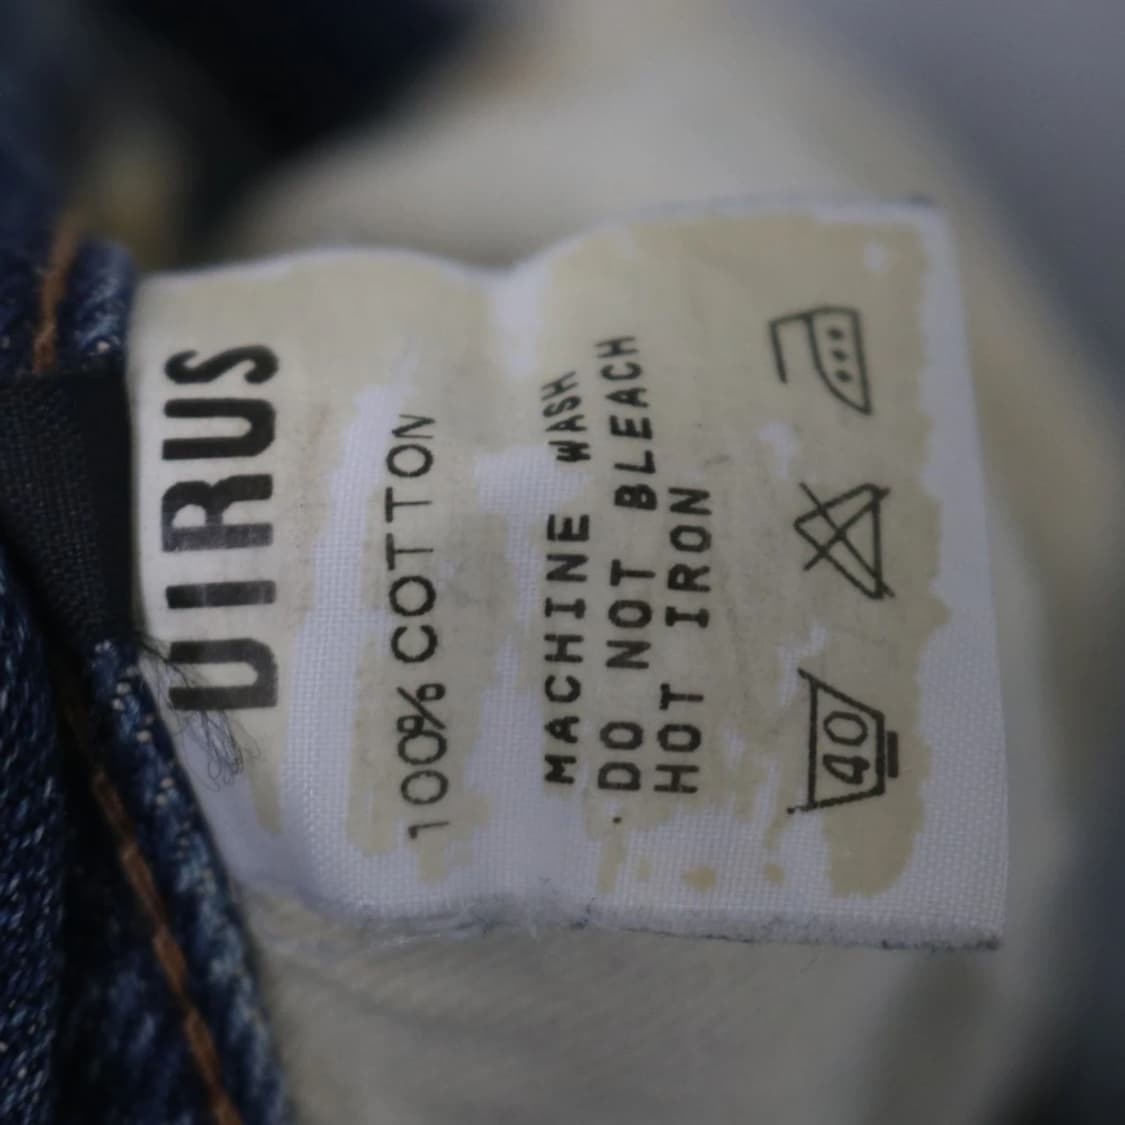 UIRUS
100% COTTON
MACHINE WASH
DO NOT BLEACH
HOT IRON
40